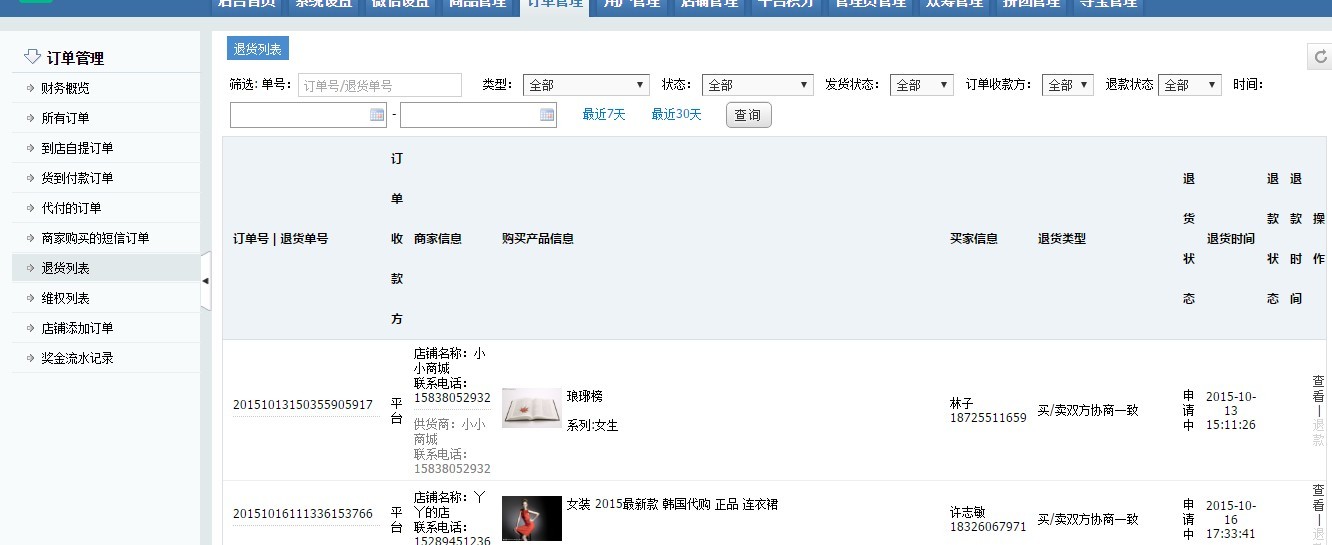 后台首页 系统设置 微信设置 商品管理 订单管理 用户管理 店铺管理 平台积分 管理员管理 众筹管理 拼团管理 寻宝管理
订单管理
财务概览
所有订单
到店自提订单
货到付款订单
代付的订单
商家购买的短信订单
退货列表
维权列表
店铺添加订单
奖金流水记录
退货列表
筛选: 单号: 订单号/退货单号 类型: 全部 状态: 全部 发货状态: 全部 订单收款方: 全部 退款状态 全部 时间:
- 最近7天 最近30天 查询
订单号 | 退货单号
订单收款方
商家信息
购买产品信息
买家信息
退货类型
退货状态
退货时间
退款状态
退款时间
操作
20151013150355905917
平台
店铺名称: 小
小商城
联系电话:
15838052932
供货商: 小小
商城
联系电话:
15838052932
琅琊榜
系列:女生
林子
18725511659
买/卖双方协商一致
申请中
2015-10-
13
15:11:26
查看
|
退款
20151016111336153766
平台
店铺名称: 丫
丫的店
联系电话:
15289451236
女装 2015最新款 韩国代购 正品 连衣裙
许志敏
18326067971
买/卖双方协商一致
申请中
2015-10-
16
17:33:41
查看
|